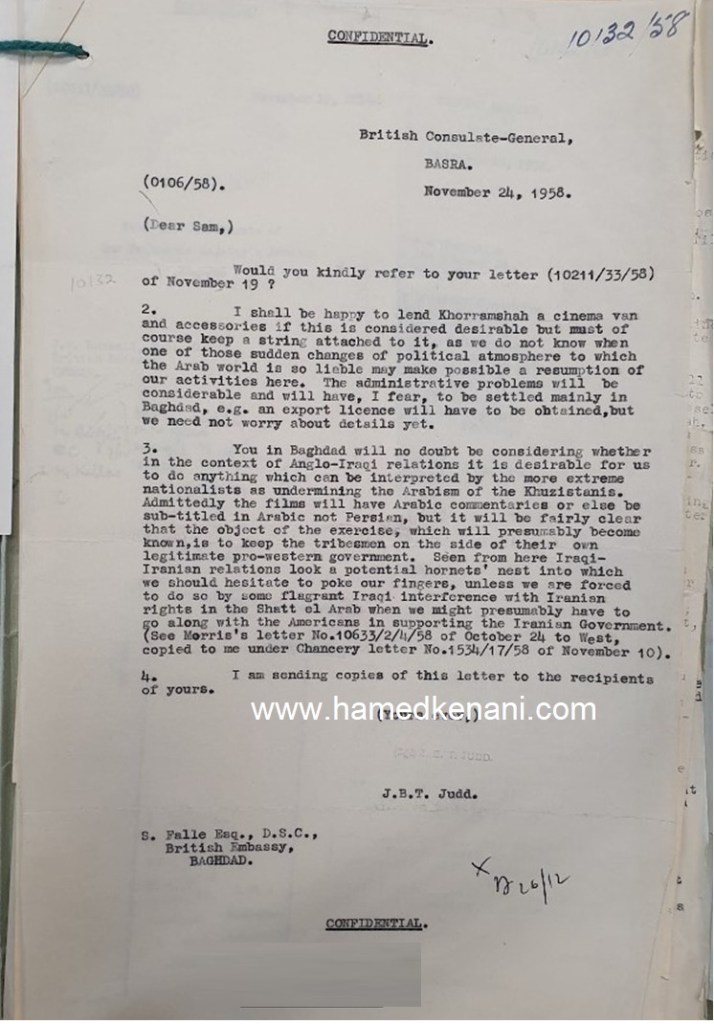 CONFIDENTIAL.
10132/58
British Consulate-General,
BASRA.
(0106/58).
November 24, 1958.
(Dear Sam,)
10132
Would you kindly refer to your letter (10211/33/58)
of November 19 ?
2. I shall be happy to lend Khorramshah a cinema van
and accessories if this is considered desirable but must of
course keep a string attached to it, as we do not know when
one of those sudden changes of political atmosphere to which
the Arab world is so liable may make possible a resumption of
our activities here. The administrative problems will be
considerable and will have, I fear, to be settled mainly in
Baghdad, e.g. an export licence will have to be obtained,but
we need not worry about details yet.
3. You in Baghdad will no doubt be considering whether
in the context of Anglo-Iraqi relations it is desirable for us
to do anything which can be interpreted by the more extreme
nationalists as undermining the Arabism of the Khuzistanis.
Admittedly the films will have Arabic commentaries or else be
sub-titled in Arabic not Persian, but it will be fairly clear
that the object of the exercise, which will presumably become
known,is to keep the tribesmen on the side of their own
legitimate pro-western government. Seen from here Iraqi-
Iranian relations look a potential hornets' nest into which
we should hesitate to poke our fingers, unless we are forced
to do so by some flagrant Iraqi interference with Iranian
rights in the Shatt el Arab when we might presumably have to
go along with the Americans in supporting the Iranian Government.
(See Morris's letter No.10633/2/4/58 of October 24 to West,
copied to me under Chancery letter No.1534/17/58 of November 10).
4. I am sending copies of this letter to the recipients
of yours.
www.hamedkenani.com
J.B.T. Judd.
S. Falle Esq., D.S.C.,
British Embassy,
BAGHDAD.
26/12
CONFIDENTIAL.